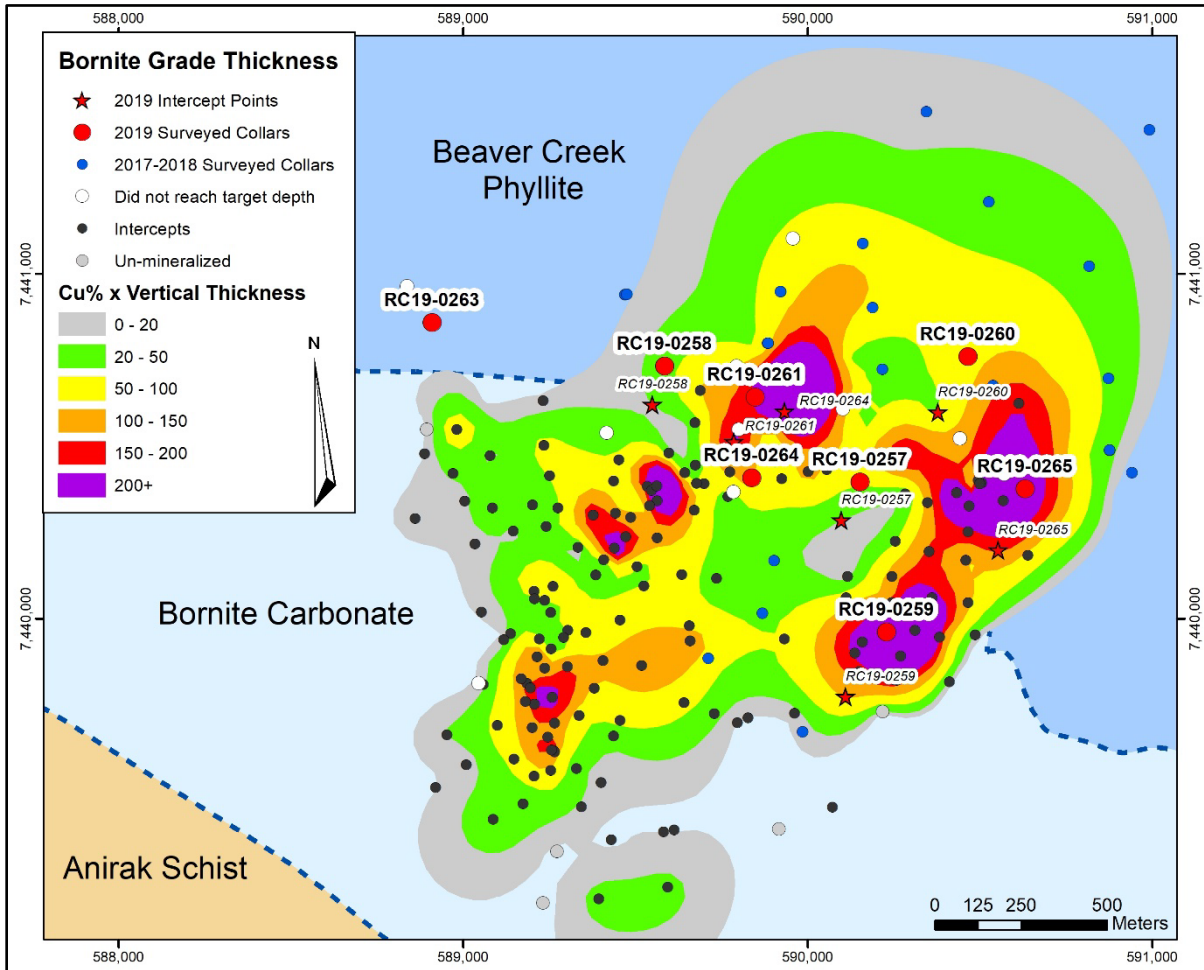 588,000
589,000
590,000
591,000
Bornite Grade Thickness
2019 Intercept Points
2019 Surveyed Collars
2017-2018 Surveyed Collars
Did not reach target depth
Intercepts
Un-mineralized
Cu% x Vertical Thickness
0 - 20
20 - 50
50 - 100
100 - 150
150 - 200
200+
N
Beaver Creek
Phyllite
7,441,000
7,441,000
RC19-0263
RC19-0258
RC19-0260
RC19-0261
RC19-0258
RC19-0264
RC19-0260
RC19-0261
RC19-0264
RC19-0257
RC19-0265
RC19-0257
RC19-0265
Bornite Carbonate
RC19-0259
7,440,000
7,440,000
RC19-0259
Anirak Schist
0 125 250 500
Meters
588,000
589,000
590,000
591,000